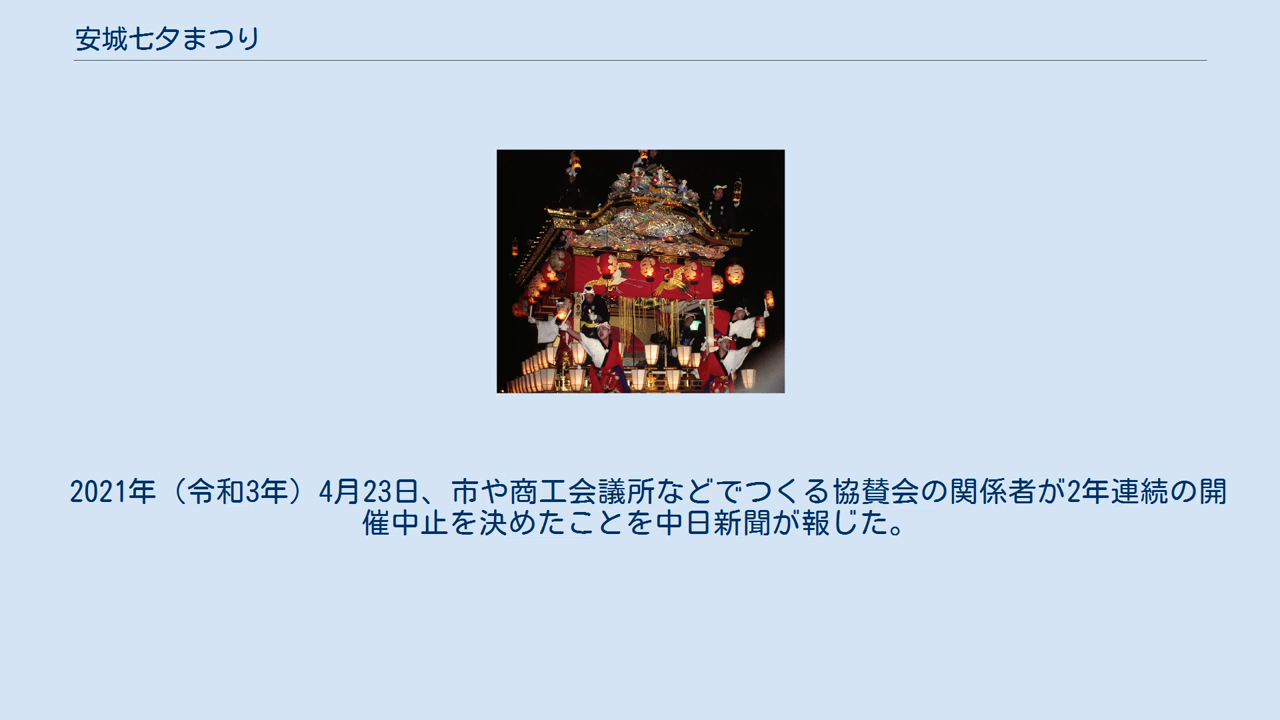 安城七夕まつり
2021年（令和3年）4月23日、市や商工会議所などでつくる協賛会の関係者が2年連続の開
催中止を決めたことを中日新聞が報じた。